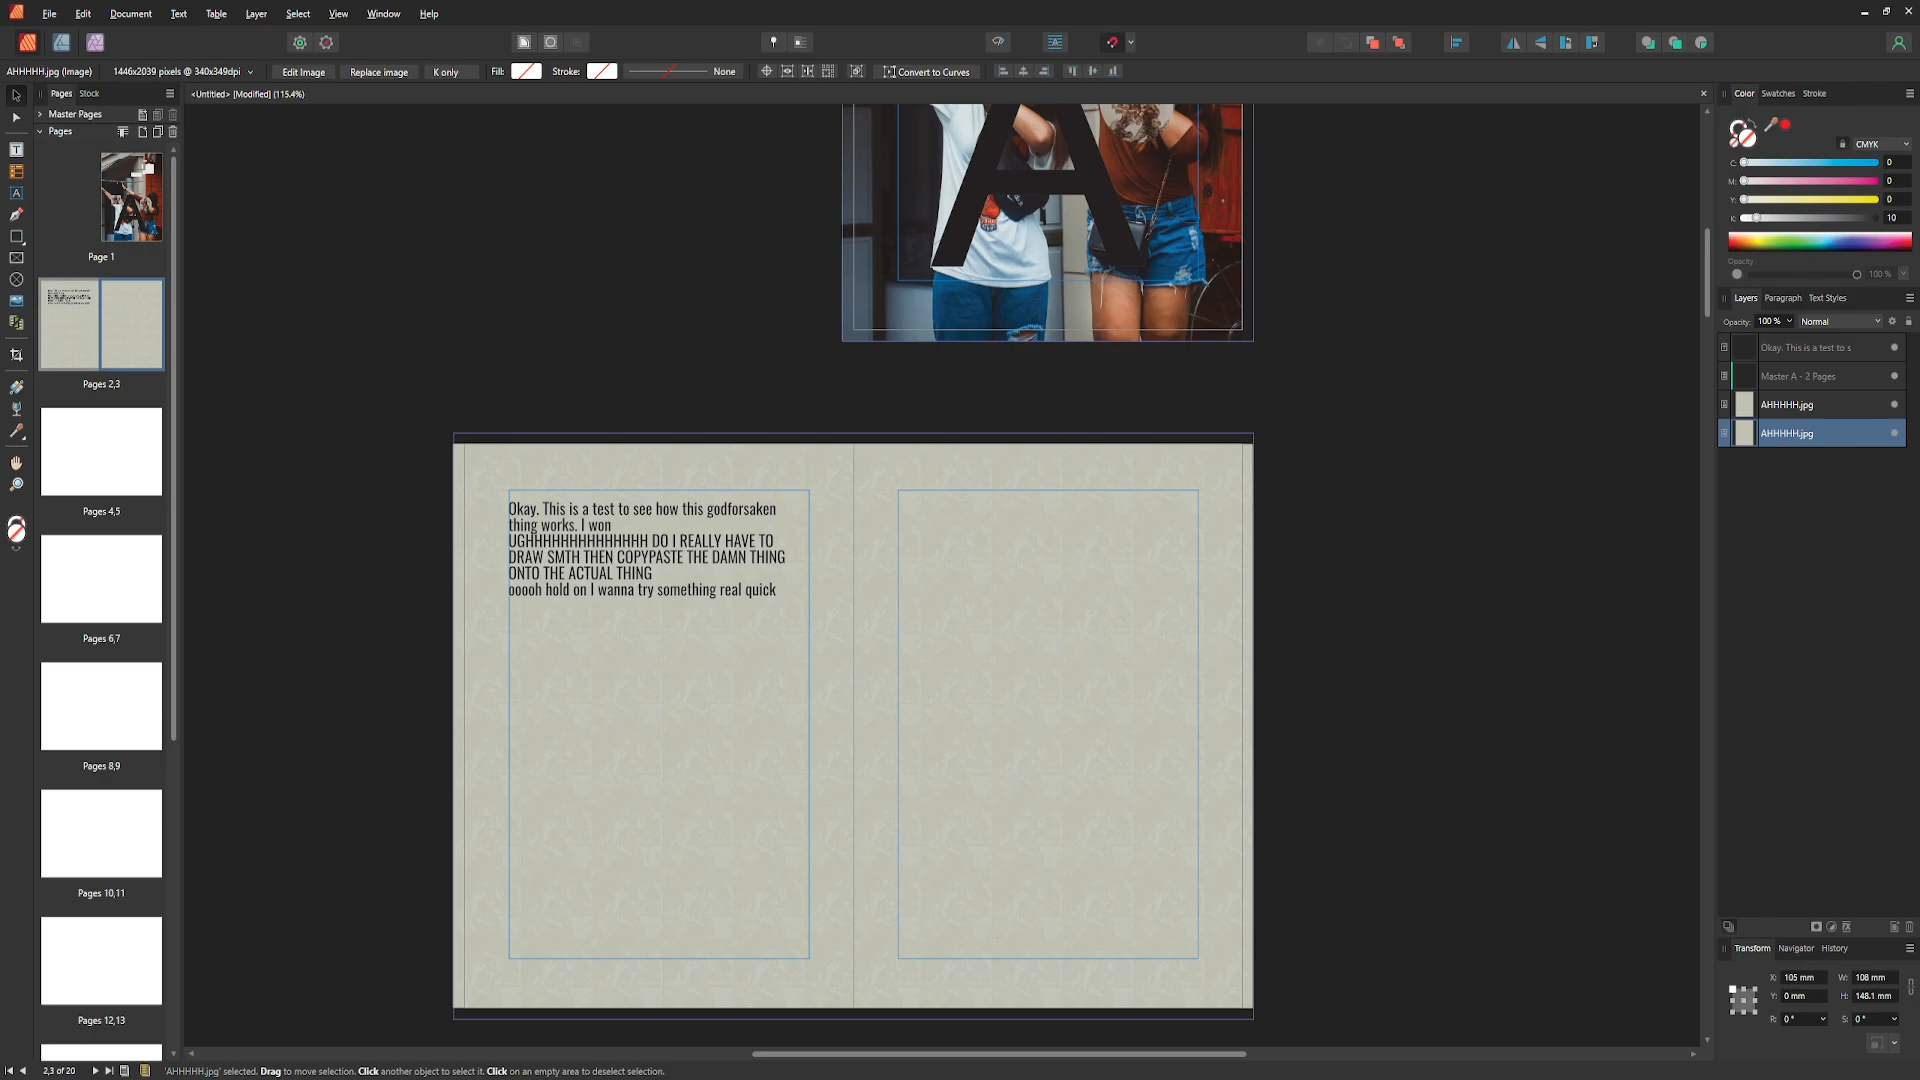 File Edit Document Text Table Layer Select View Window Help
AHHHHH.jpg (Image) 1446x2039 pixels @ 340x349dpi Edit Image Replace image K only Fill: Stroke: None Convert to Curves
Pages Stock
<Untitled> [Modified] (115.4%)
Master Pages
Pages
Page 1
Pages 2,3
Pages 4,5
Pages 6,7
Pages 8,9
Pages 10,11
Pages 12,13
A
Okay. This is a test to see how this godforsaken
thing works. I won
UGHHHHHHHHHHHHHH DO I REALLY HAVE TO
DRAW SMTH THEN COPYPASTE THE DAMN THING
ONTO THE ACTUAL THING
ooooh hold on I wanna try something real quick
Color Swatches Stroke
CMYK
C: 0
M: 0
Y: 0
K: 10
Opacity
100 %
Layers Paragraph Text Styles
Opacity: 100 % Normal
Okay. This is a test to s
Master A - 2 Pages
AHHHHH.jpg
AHHHHH.jpg
Transform Navigator History
X: 105 mm W: 108 mm
Y: 0 mm H: 148.1 mm
R: 0 ° S: 0 °
2,3 of 20 'AHHHHH.jpg' selected. Drag to move selection. Click another object to select it. Click on an empty area to deselect selection.